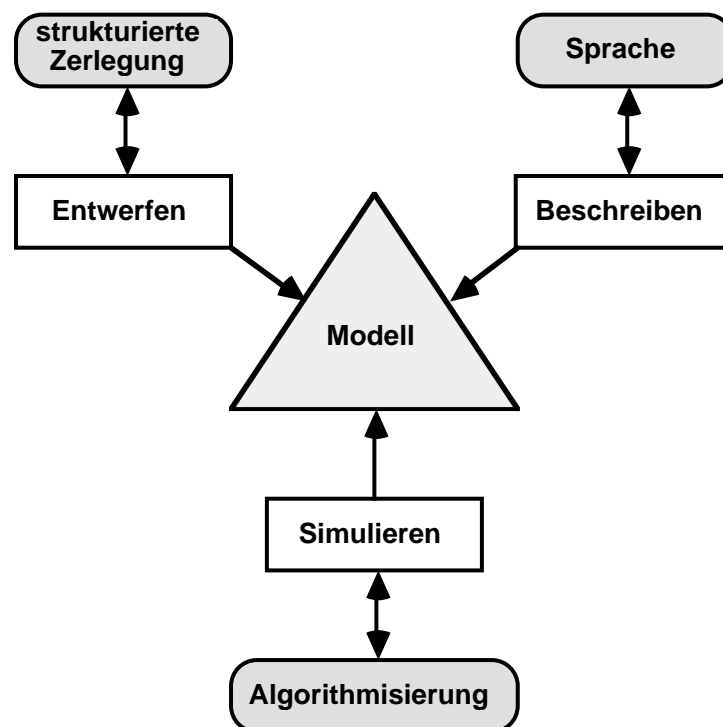 strukturierte
Zerlegung
Sprache
Entwerfen
Beschreiben
Modell
Simulieren
Algorithmisierung